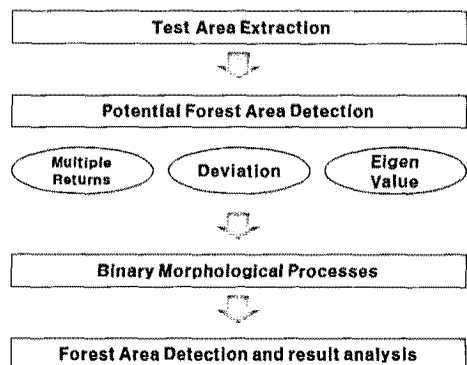 Test Area Extraction
Potential Forest Area Detection
Multiple
Returns
Deviation
Eigen
Value
Binary Morphological Processes
Forest Area Detection and result analysis